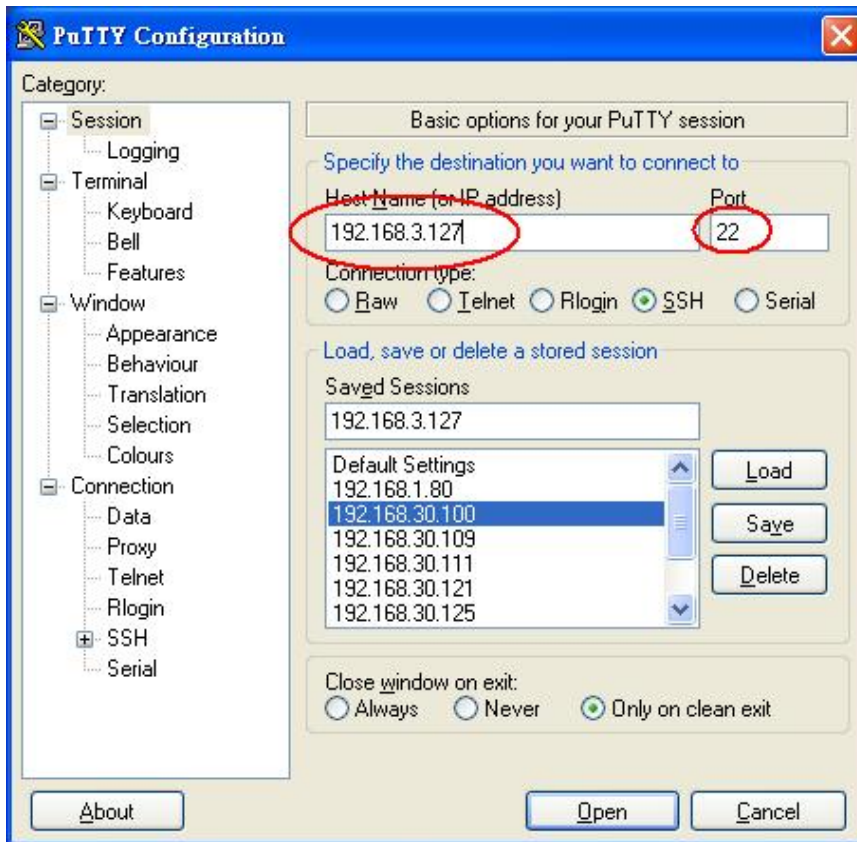 PuTTY Configuration
Category:
Session
Logging
Terminal
Keyboard
Bell
Features
Window
Appearance
Behaviour
Translation
Selection
Colours
Connection
Data
Proxy
Telnet
Rlogin
SSH
Serial
Basic options for your PuTTY session
Specify the destination you want to connect to
Host Name (or IP address) Port
192.168.3.127 22
Connection type:
Raw Telnet Rlogin SSH Serial
Load, save or delete a stored session
Saved Sessions
192.168.3.127
Default Settings
192.168.1.80
192.168.30.100
192.168.30.109
192.168.30.111
192.168.30.121
192.168.30.125
Load
Save
Delete
Close window on exit:
Always Never Only on clean exit
About Open Cancel